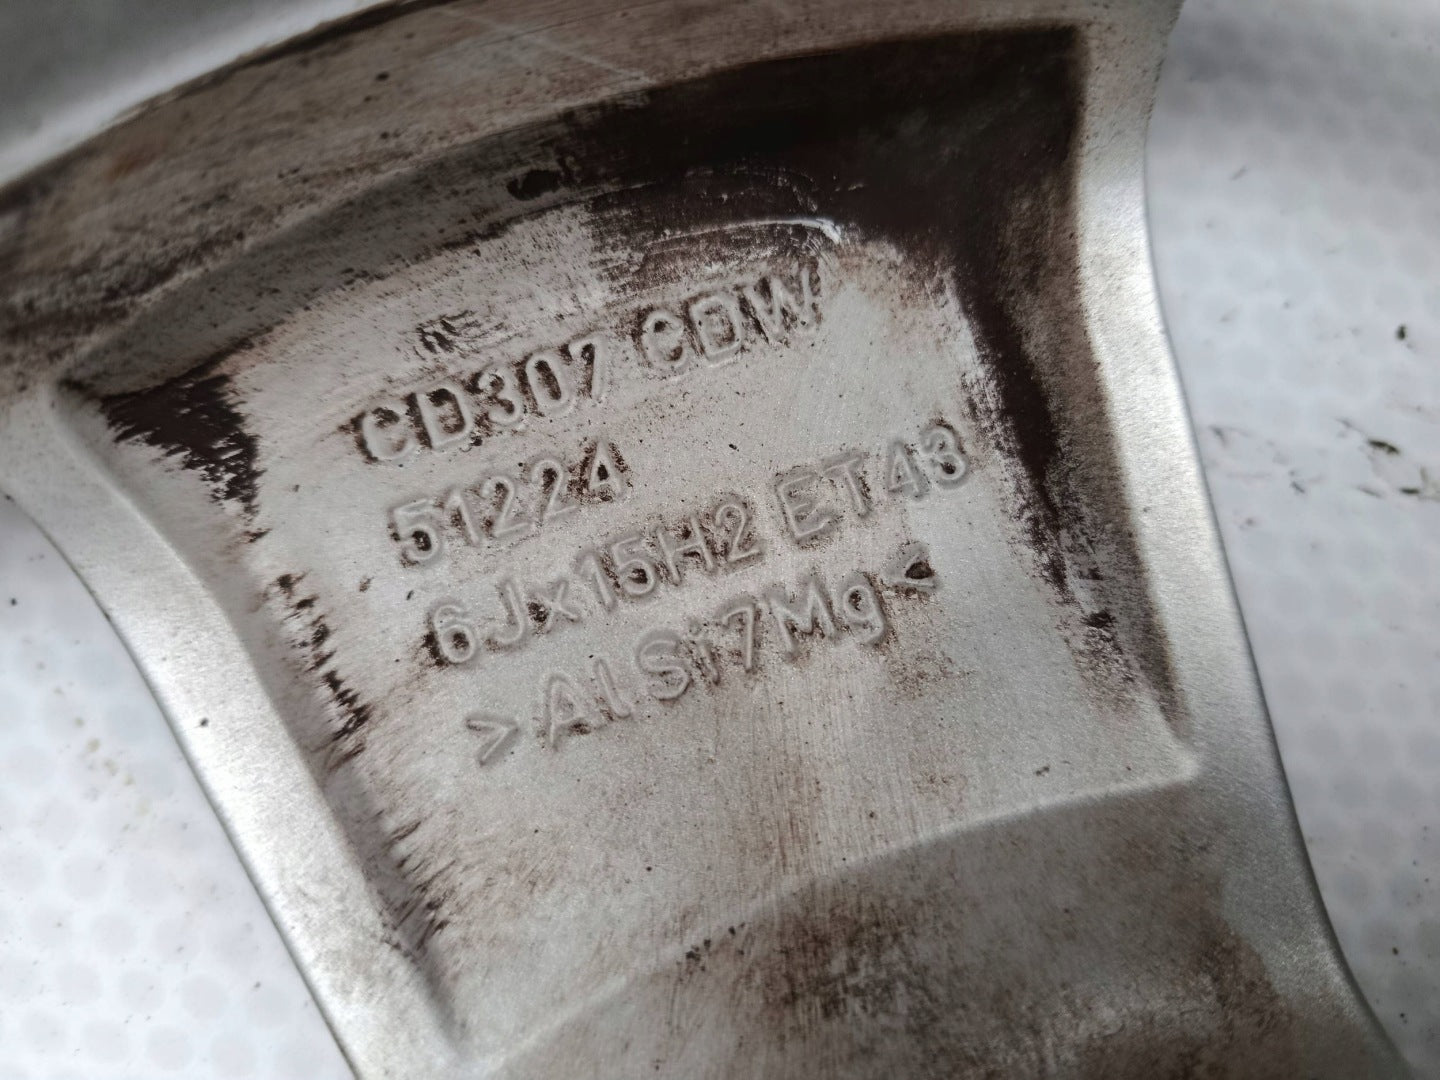 CD307 CDW
51224
6Jx15H2 ET43
>AlSi7Mg<